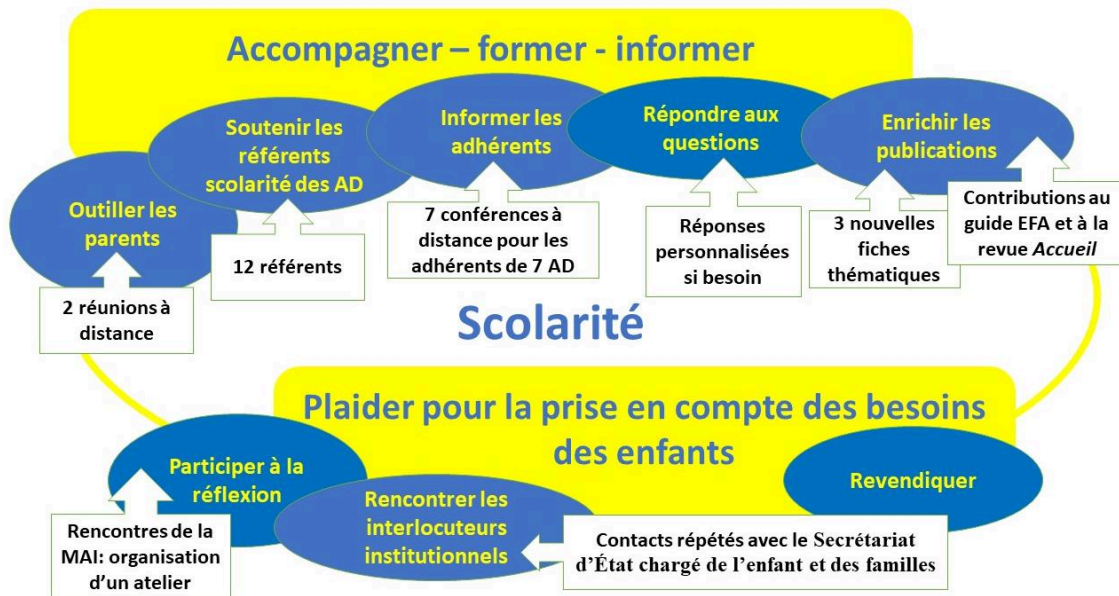 Accompagner – former - informer
Outiller les
parents
2 réunions à
distance
Soutenir les
référents
scolarité des AD
12 référents
Informer les
adhérents
7 conférences à
distance pour les
adhérents de 7 AD
Répondre aux
questions
Réponses
personnalisées
si besoin
Enrichir les
publications
3 nouvelles
fiches
thématiques
Contributions au
guide EFA et à la
revue Accueil
Scolarité
Plaider pour la prise en compte des besoins
des enfants
Participer à la
réflexion
Rencontres de la
MAI: organisation
d’un atelier
Rencontrer les
interlocuteurs
institutionnels
Contacts répétés avec le Secrétariat
d’État chargé de l’enfant et des familles
Revendiquer